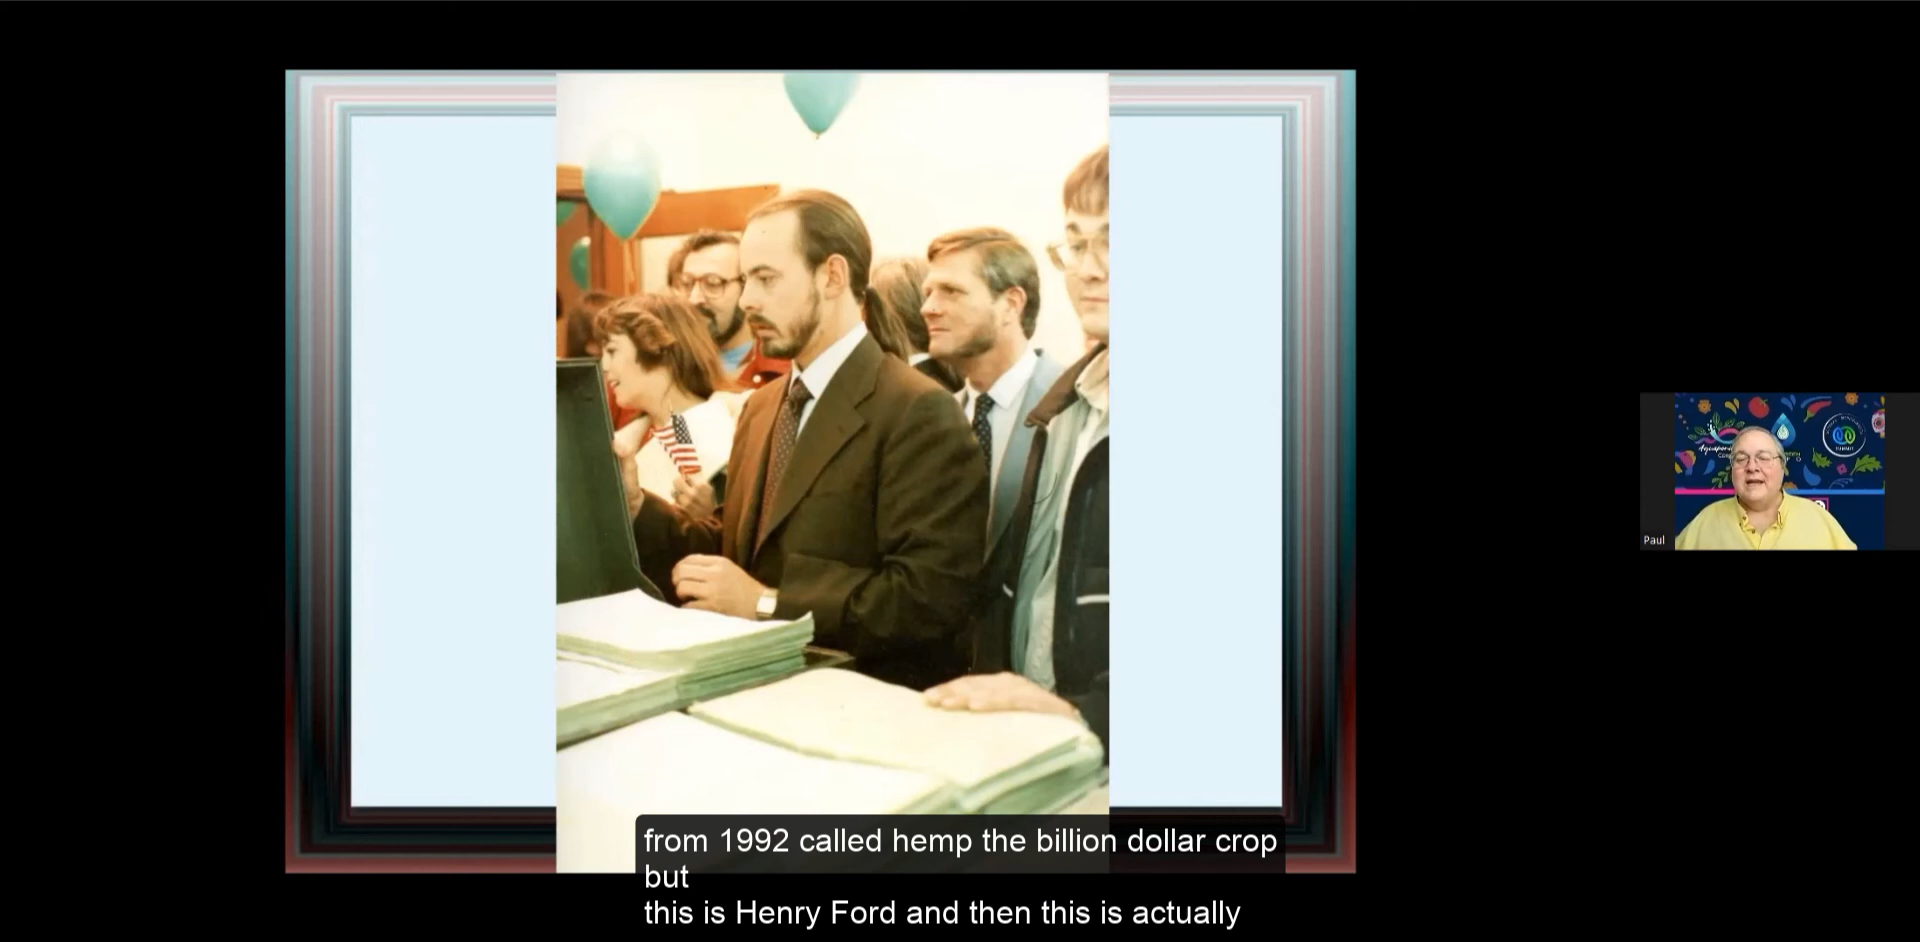 Paul
from 1992 called hemp the billion dollar crop
but
this is Henry Ford and then this is actually